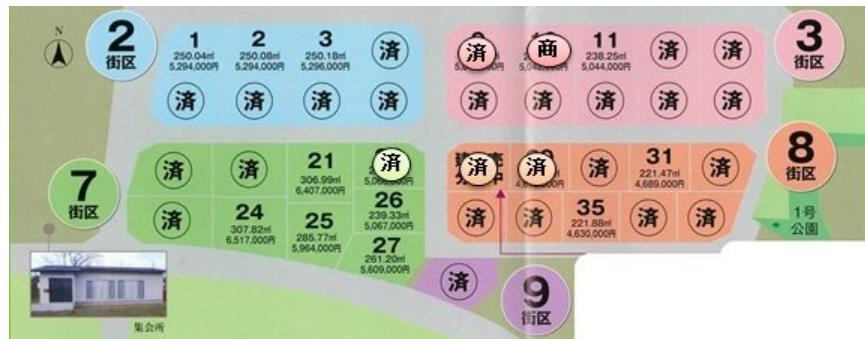 N
2
街区
1
250.04㎡
5,294,000円
2
250.08㎡
5,294,000円
3
250.18㎡
5,296,000円
済
済
済
済
済
済
商
11
238.25㎡
5,044,000円
済
済
済
済
済
済
済
3
街区
7
街区
済
済
21
306.99㎡
6,407,000円
済
済
24
307.82㎡
6,517,000円
25
285.77㎡
5,964,000円
26
239.33㎡
5,067,000円
27
261.20㎡
5,609,000円
済
済
済
31
221.47㎡
4,689,000円
済
済
済
35
221.88㎡
4,630,000円
済
済
8
街区
1号
公園
済
9
街区
集会所